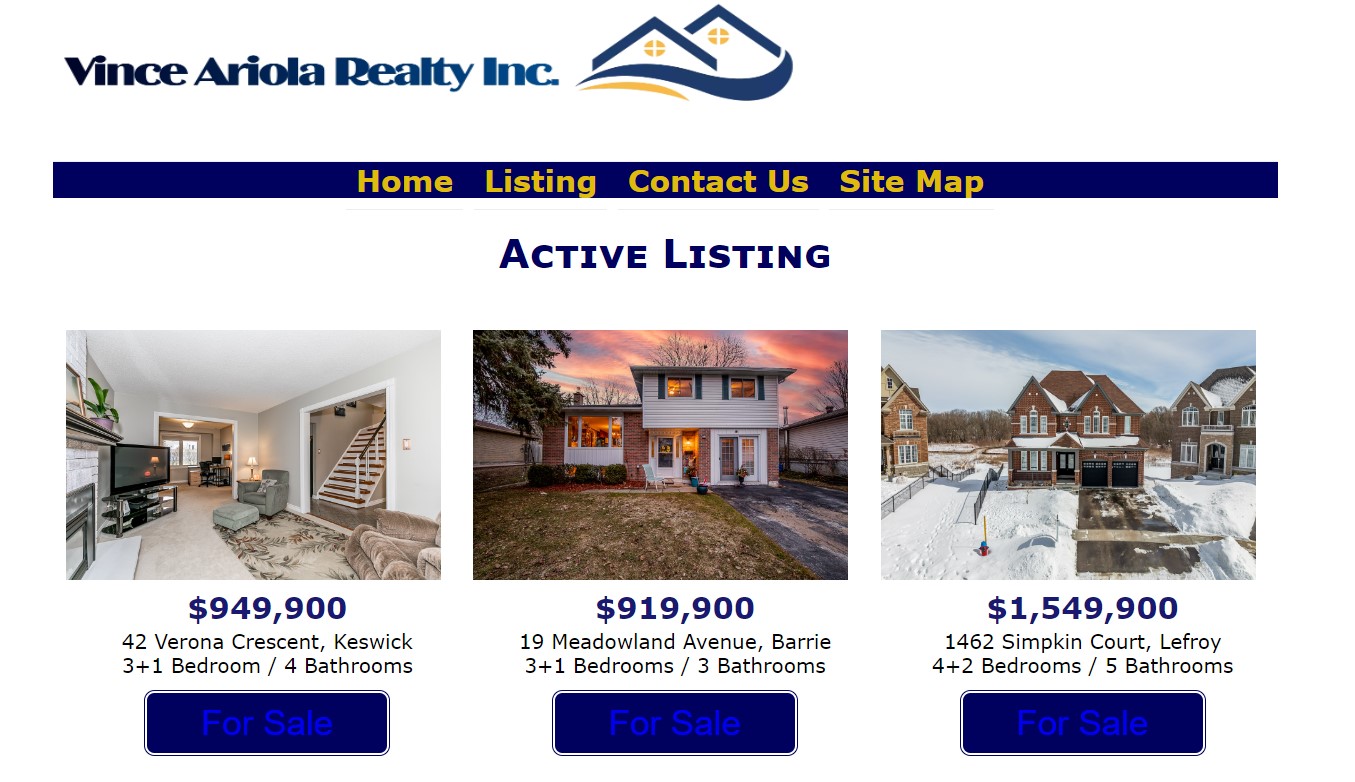 Vince Ariola Realty Inc.
Home Listing Contact Us Site Map
Active Listing
$949,900
42 Verona Crescent, Keswick
3+1 Bedroom / 4 Bathrooms
For Sale
$919,900
19 Meadowland Avenue, Barrie
3+1 Bedrooms / 3 Bathrooms
For Sale
$1,549,900
1462 Simpkin Court, Lefroy
4+2 Bedrooms / 5 Bathrooms
For Sale